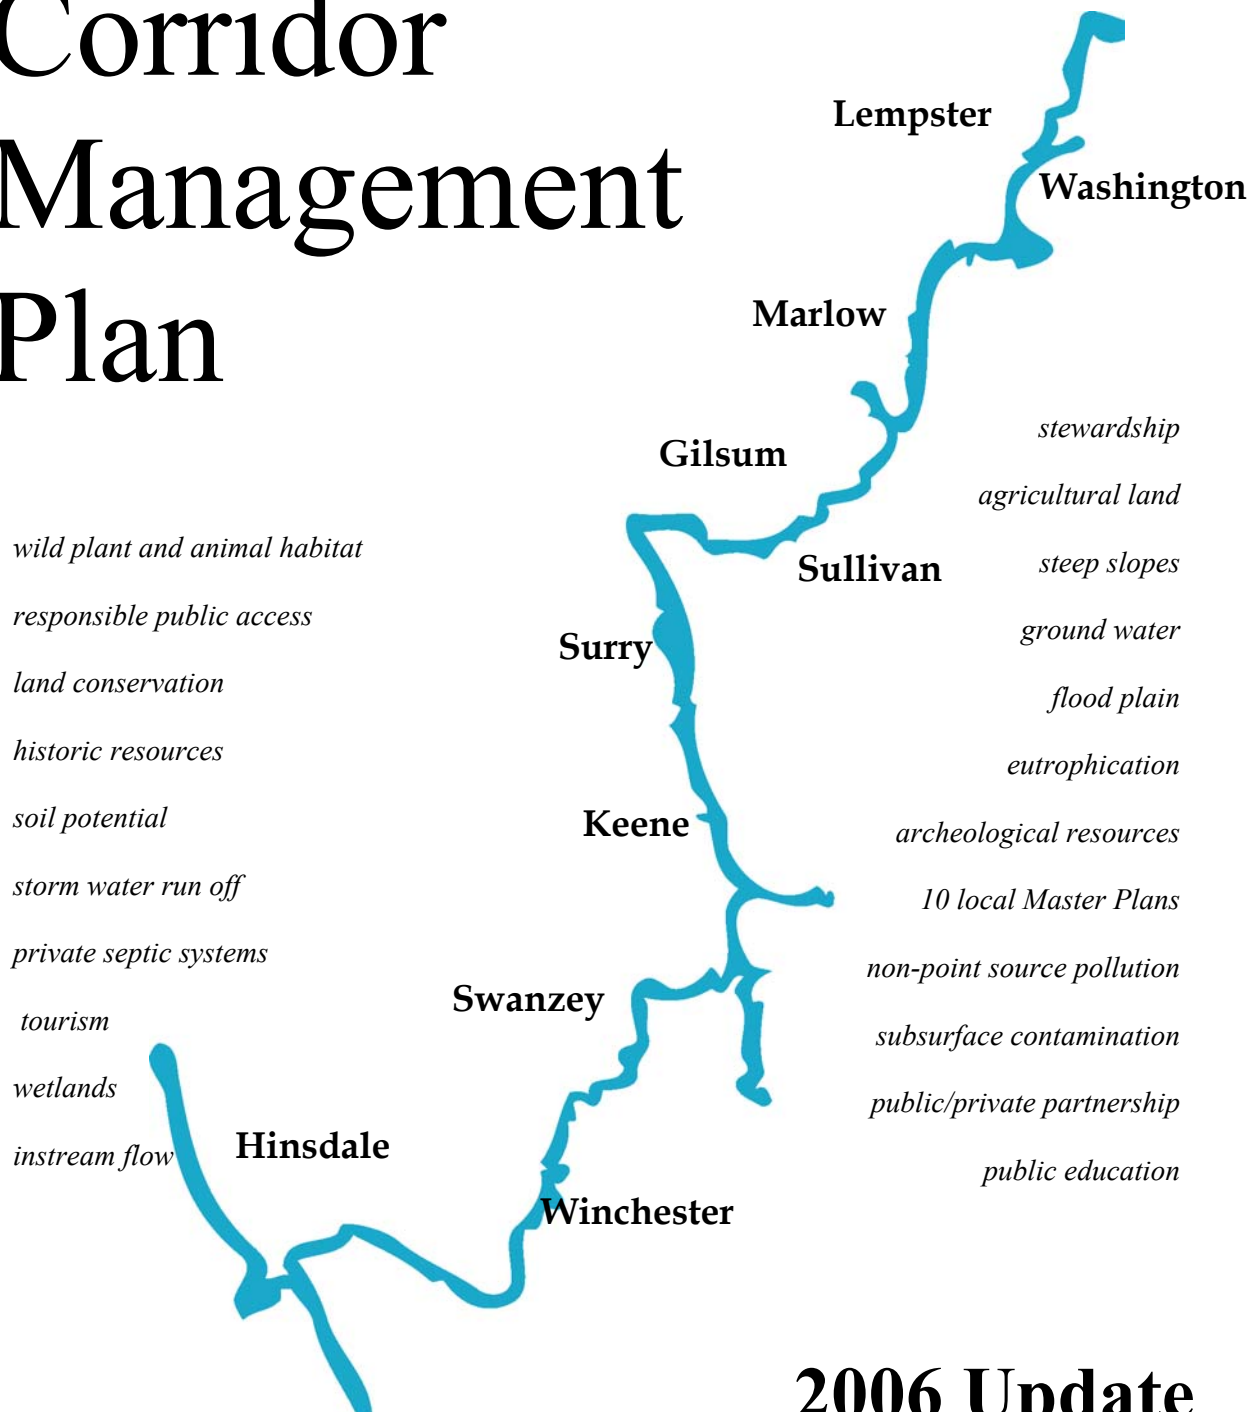 Corridor
Management
Plan
Lempster
Washington
Marlow
Gilsum
Sullivan
Surry
Keene
Swanzey
Hinsdale
Winchester
wild plant and animal habitat
responsible public access
land conservation
historic resources
soil potential
storm water run off
private septic systems
tourism
wetlands
instream flow
stewardship
agricultural land
steep slopes
ground water
flood plain
eutrophication
archeological resources
10 local Master Plans
non-point source pollution
subsurface contamination
public/private partnership
public education
2006 Update